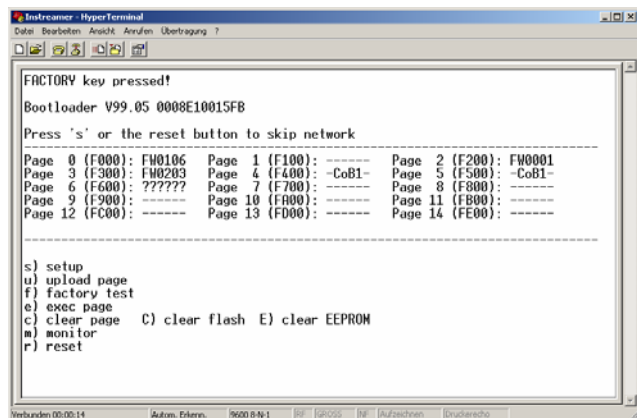 Instreamer - HyperTerminal
Datei Bearbeiten Ansicht Anrufen Übertragung ?
FACTORY key pressed!
Bootloader V99.05 0008E10015FB
Press 's' or the reset button to skip network
--------------------------------------------------------------------------------
Page 0 (F000): FW0106 Page 1 (F100): ------ Page 2 (F200): FW0001
Page 3 (F300): FW0203 Page 4 (F400): -CoB1- Page 5 (F500): -CoB1-
Page 6 (F600): ?????? Page 7 (F700): ------ Page 8 (F800): ------
Page 9 (F900): ------ Page 10 (FA00): ------ Page 11 (FB00): ------
Page 12 (FC00): ------ Page 13 (FD00): ------ Page 14 (FE00): ------
--------------------------------------------------------------------------------
s) setup
u) upload page
f) factory test
e) exec page
c) clear page C) clear flash E) clear EEPROM
m) monitor
r) reset
Verbunden 00:00:14 Autom. Erkenn. 9600 8-N-1 RF GROSS NF Aufzeichnen Druckerecho